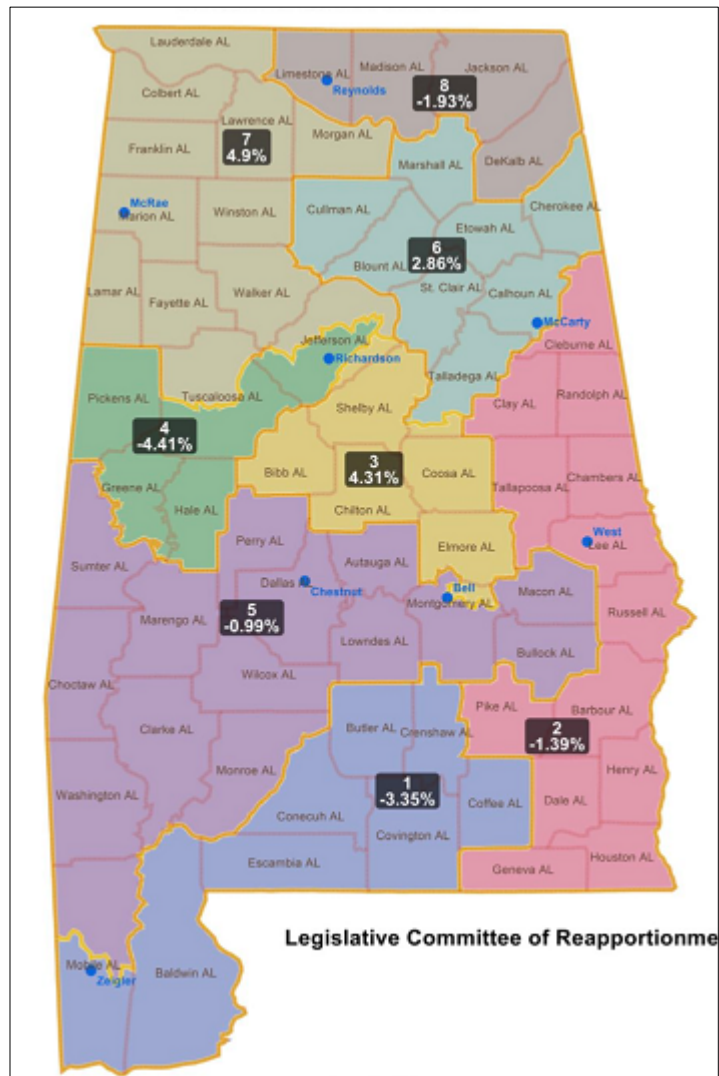 Lauderdale AL
Limestone AL
Madison AL
Jackson AL
Reynolds
8
-1.93%
Colbert AL
Lawrence AL
Franklin AL
7
4.9%
Morgan AL
Marshall AL
DeKalb AL
McRae
Marion AL
Winston AL
Cullman AL
Etowah AL
Cherokee AL
6
2.86%
Blount AL
St. Clair AL
Calhoun AL
Lamar AL
Fayette AL
Walker AL
McCarty
Jefferson AL
Cleburne AL
Richardson
Talladega AL
Pickens AL
Tuscaloosa AL
Shelby AL
Clay AL
Randolph AL
4
-4.41%
Bibb AL
3
4.31%
Coosa AL
Tallapoosa AL
Chambers AL
Greene AL
Hale AL
Chilton AL
Perry AL
Autauga AL
Elmore AL
West
Lee AL
Sumter AL
Dallas AL
Chestnut
Bell
Montgomery AL
Macon AL
5
-0.99%
Marengo AL
Lowndes AL
Russell AL
Bullock AL
Choctaw AL
Wilcox AL
Clarke AL
Butler AL
Crenshaw AL
Pike AL
Barbour AL
2
-1.39%
Monroe AL
Washington AL
1
-3.35%
Henry AL
Conecuh AL
Coffee AL
Dale AL
Covington AL
Escambia AL
Geneva AL
Houston AL
Legislative Committee of Reapportionme
Mobile AL
Zeigler
Baldwin AL